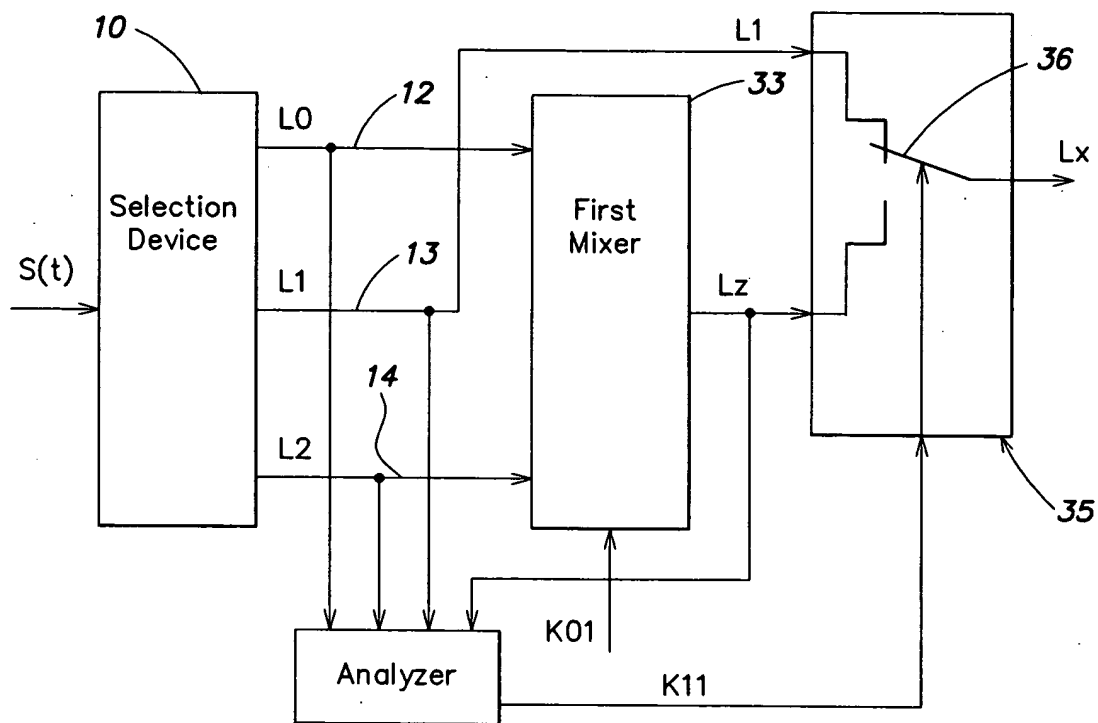 10
L0
12
33
L1
36
Lx
Selection
Device
First
Mixer
S(t)
L1
13
Lz
L2
14
35
K01
Analyzer
K11